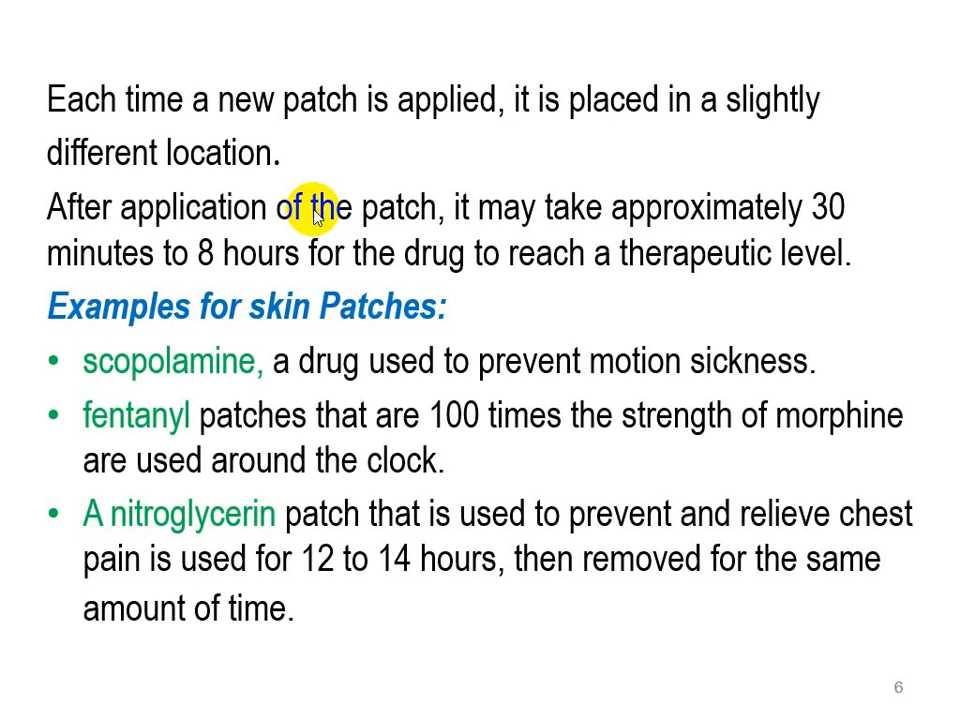 Each time a new patch is applied, it is placed in a slightly
different location.
After application of the patch, it may take approximately 30
minutes to 8 hours for the drug to reach a therapeutic level.
Examples for skin Patches:
• scopolamine, a drug used to prevent motion sickness.
• fentanyl patches that are 100 times the strength of morphine
are used around the clock.
• A nitroglycerin patch that is used to prevent and relieve chest
pain is used for 12 to 14 hours, then removed for the same
amount of time.
6